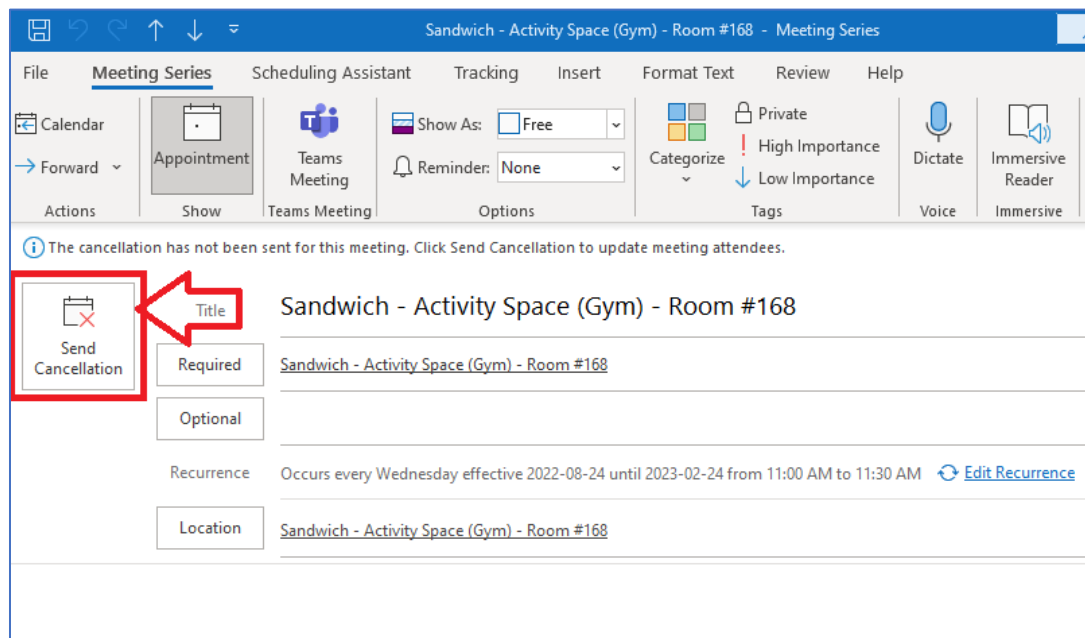 Sandwich - Activity Space (Gym) - Room #168 - Meeting Series
File Meeting Series Scheduling Assistant Tracking Insert Format Text Review Help
Calendar
Forward
Actions
Appointment
Show
Teams
Meeting
Teams Meeting
Show As: Free
Reminder: None
Options
Categorize
Private
High Importance
Low Importance
Tags
Dictate
Voice
Immersive
Reader
Immersive
The cancellation has not been sent for this meeting. Click Send Cancellation to update meeting attendees.
Send
Cancellation
Title Sandwich - Activity Space (Gym) - Room #168
Required Sandwich - Activity Space (Gym) - Room #168
Optional
Recurrence Occurs every Wednesday effective 2022-08-24 until 2023-02-24 from 11:00 AM to 11:30 AM Edit Recurrence
Location Sandwich - Activity Space (Gym) - Room #168